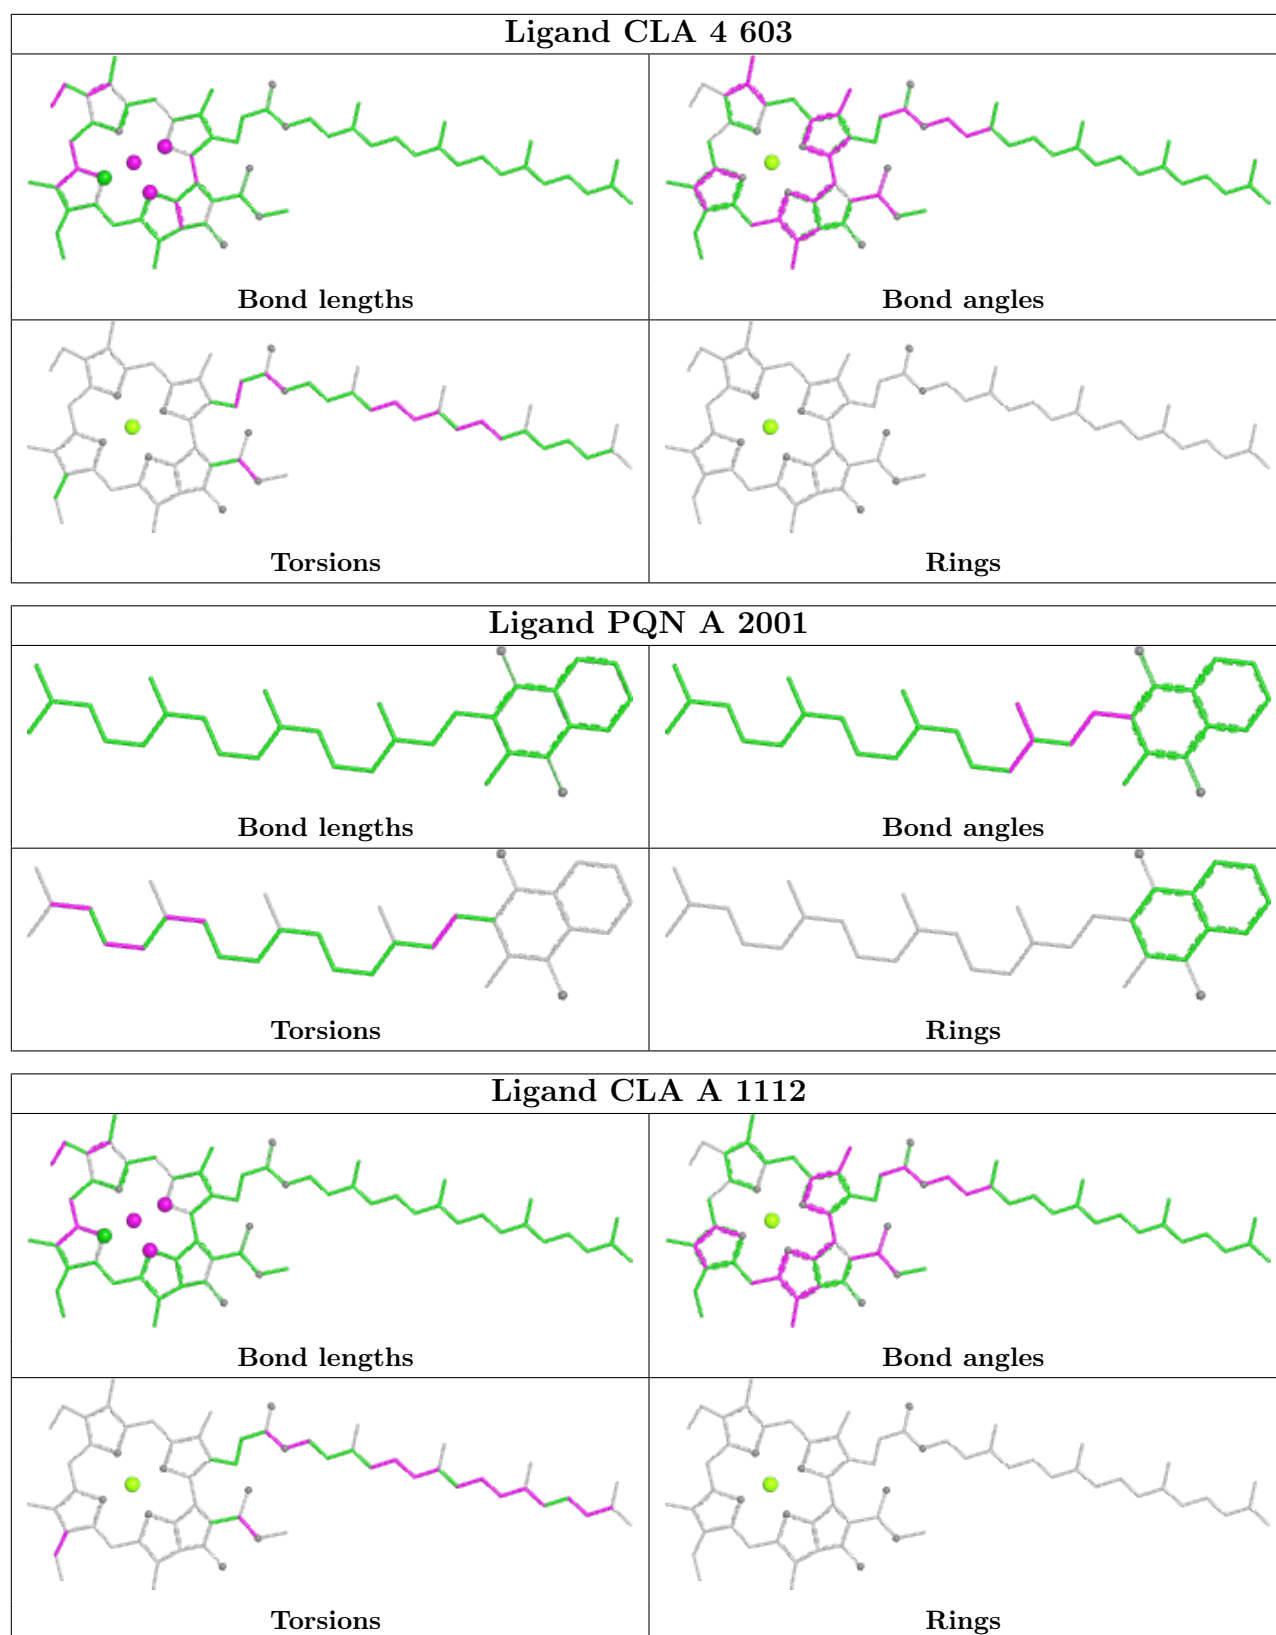 Ligand CLA 4 603
Bond lengths
Bond angles
Torsions
Rings
Ligand PQN A 2001
Bond lengths
Bond angles
Torsions
Rings
Ligand CLA A 1112
Bond lengths
Bond angles
Torsions
Rings